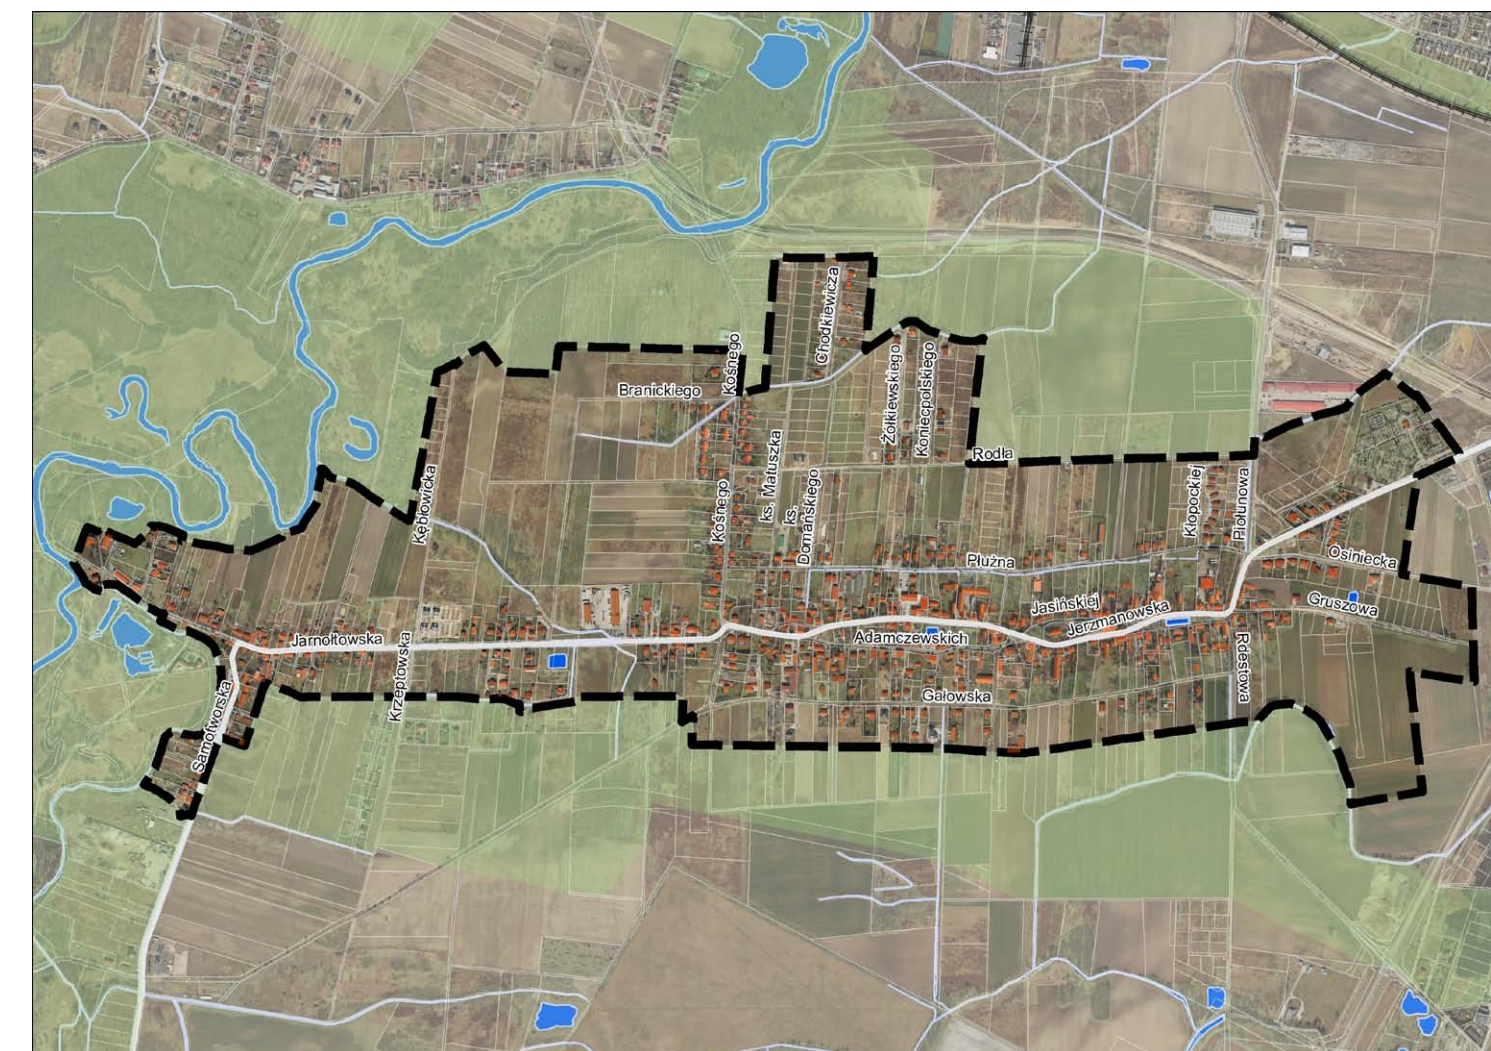 Chodkiewicza
Żółkiewskiego
Koniecpolskiego
Kośnego
Branickiego
ks. Matuszka
Rodła
ks.
Domańskiego
Kębłowicka
Kośnego
Kłopockiej
Piołunowa
Osiniecka
Płużna
Gruszowa
Jasińskiej
Jerzmanowska
Adamczewskich
Jarnołtowska
Krzeptowska
Rdestowa
Gałowska
Samotworska